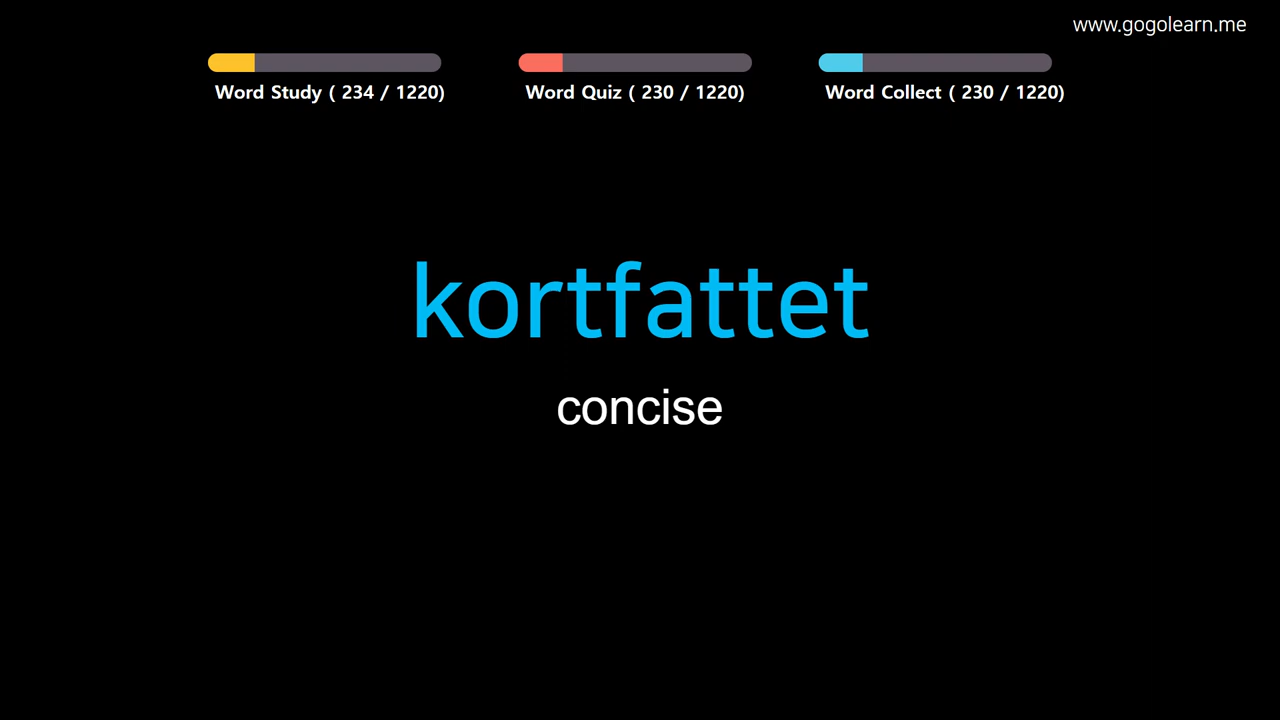 www.gogolearn.me
Word Study ( 234 / 1220)
Word Quiz ( 230 / 1220)
Word Collect ( 230 / 1220)
kortfattet
concise